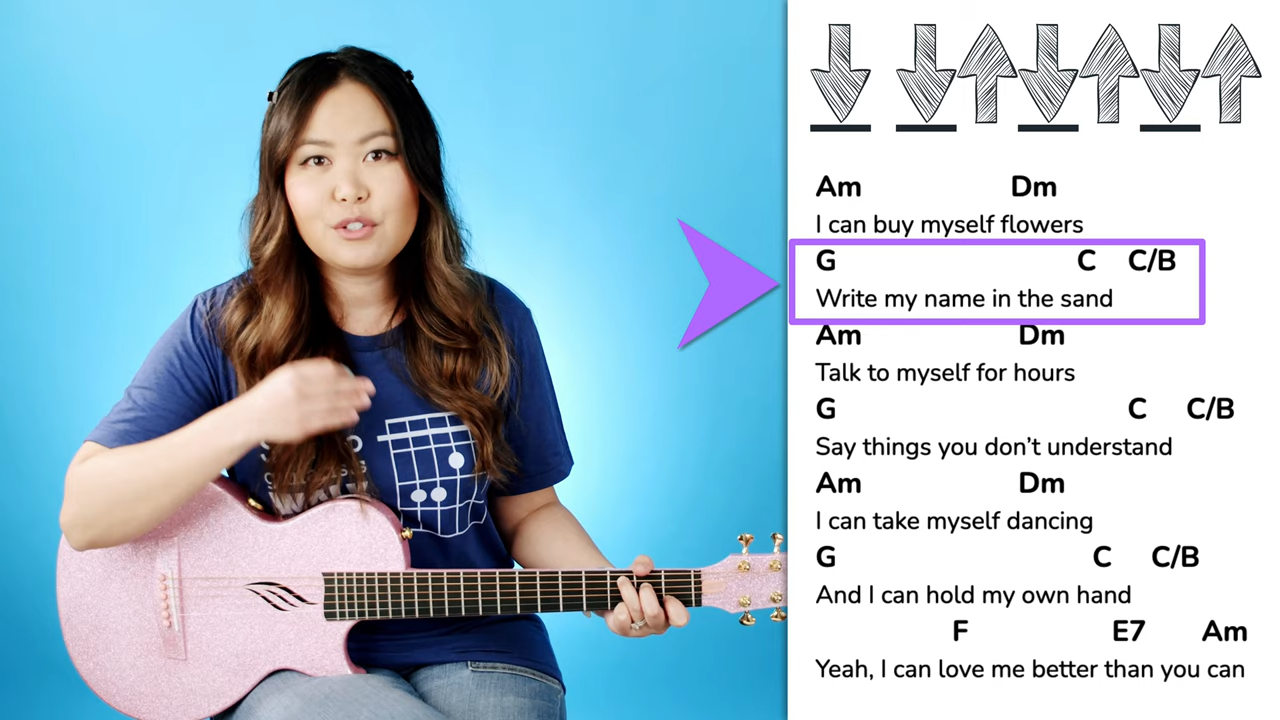 Am Dm
I can buy myself flowers
G C C/B
Write my name in the sand
Am Dm
Talk to myself for hours
G C C/B
Say things you don't understand
Am Dm
I can take myself dancing
G C C/B
And I can hold my own hand
F E7 Am
Yeah, I can love me better than you can